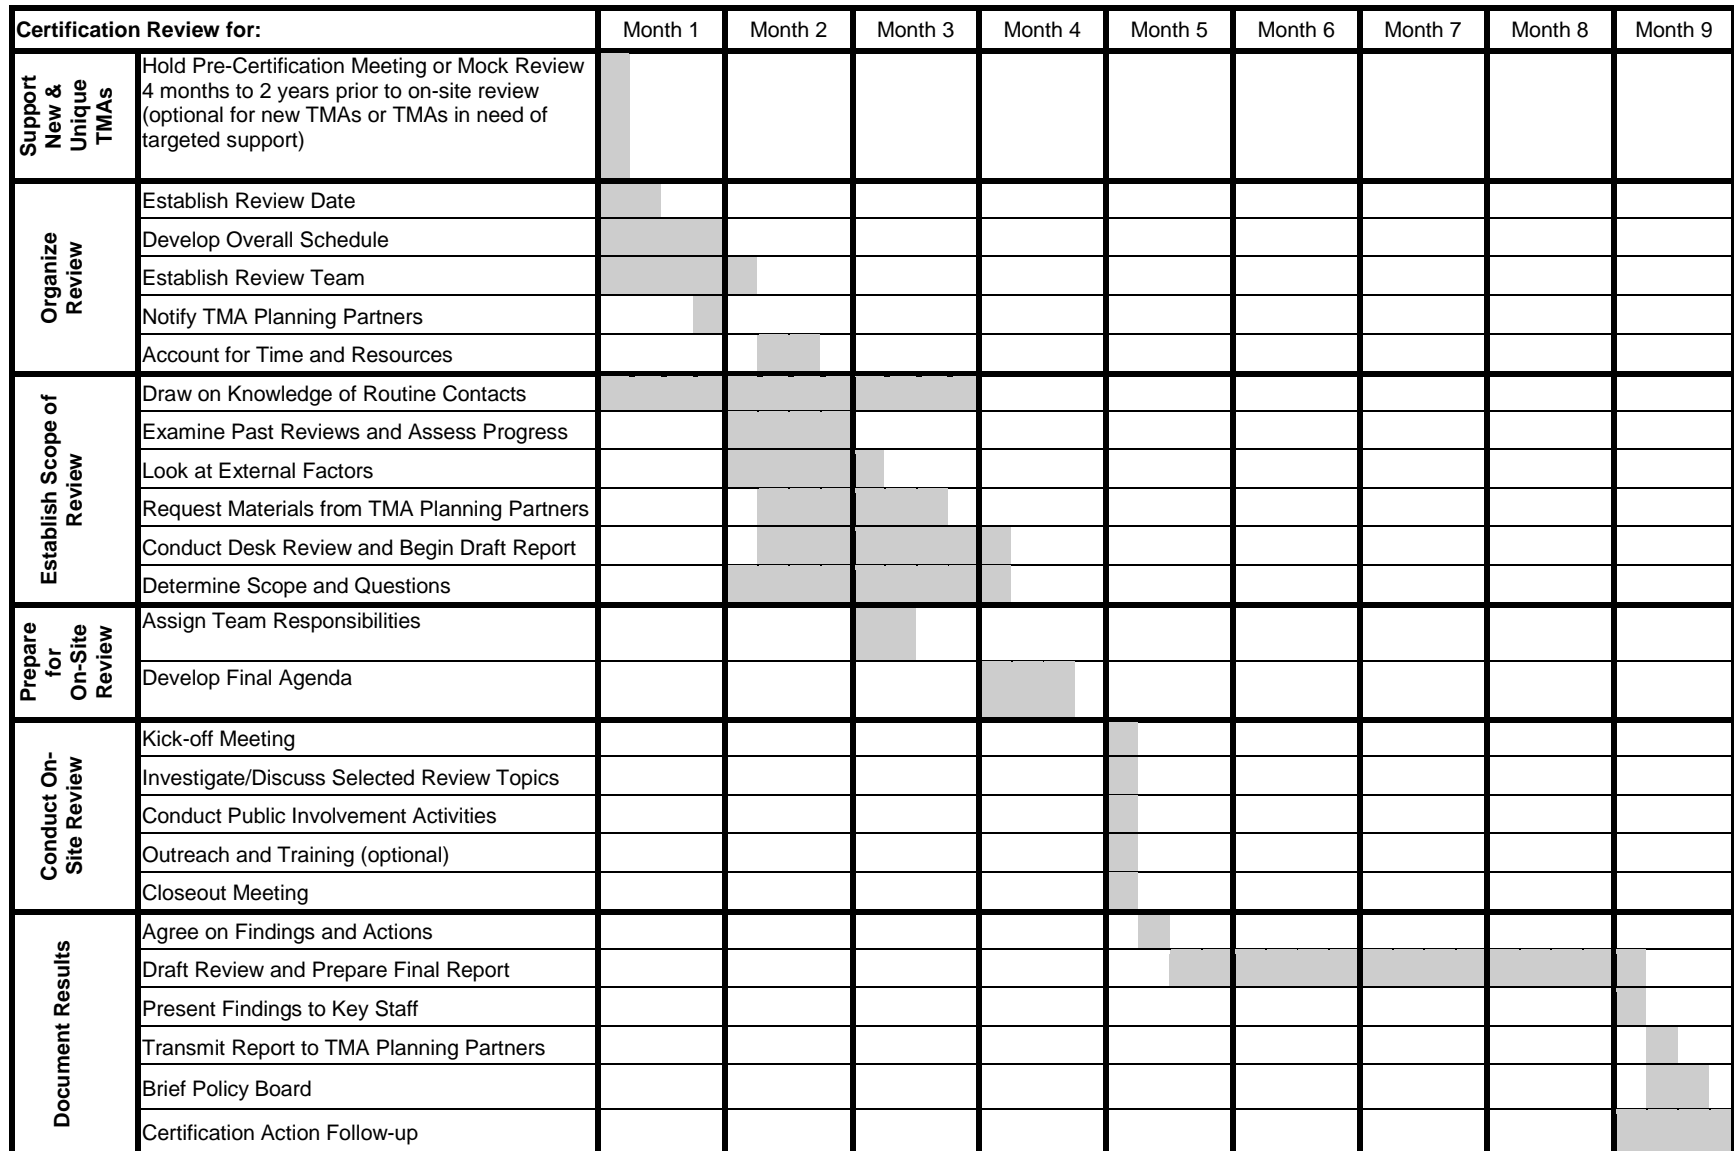 Certification Review for: Month 1 Month 2 Month 3 Month 4 Month 5 Month 6 Month 7 Month 8 Month 9
Support
New &
Unique
TMAs
Hold Pre-Certification Meeting or Mock Review
4 months to 2 years prior to on-site review
(optional for new TMAs or TMAs in need of
targeted support)
Organize
Review
Establish Review Date
Develop Overall Schedule
Establish Review Team
Notify TMA Planning Partners
Account for Time and Resources
Establish Scope of
Review
Draw on Knowledge of Routine Contacts
Examine Past Reviews and Assess Progress
Look at External Factors
Request Materials from TMA Planning Partners
Conduct Desk Review and Begin Draft Report
Determine Scope and Questions
Prepare
for
On-Site
Review
Assign Team Responsibilities
Develop Final Agenda
Conduct On-
Site Review
Kick-off Meeting
Investigate/Discuss Selected Review Topics
Conduct Public Involvement Activities
Outreach and Training (optional)
Closeout Meeting
Document Results
Agree on Findings and Actions
Draft Review and Prepare Final Report
Present Findings to Key Staff
Transmit Report to TMA Planning Partners
Brief Policy Board
Certification Action Follow-up